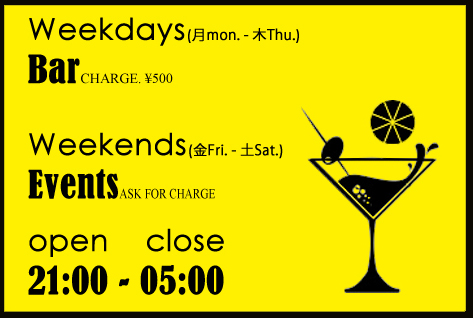 Weekdays(月mon. - 木Thu.)
Bar CHARGE. ¥500
Weekends(金Fri. - 土Sat.)
Events ASK FOR CHARGE
open close
21:00 - 05:00